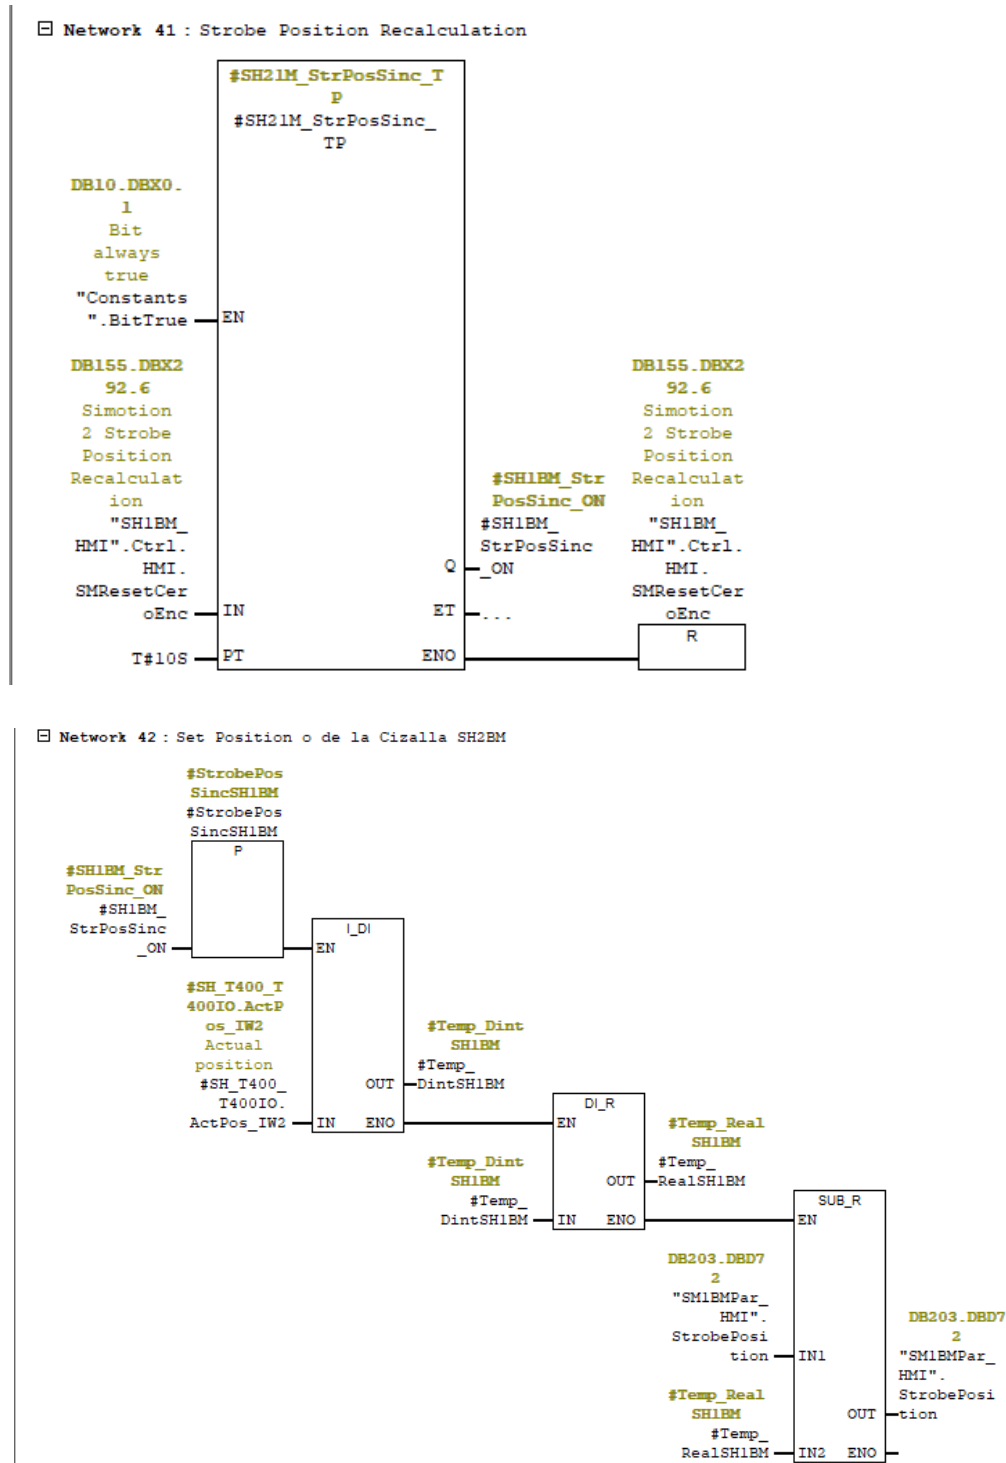 Network 41 : Strobe Position Recalculation
#SH21M_StrPosSinc_T
P
#SH21M_StrPosSinc_
TP
DB10.DBX0.
1
Bit
always
true
"Constants
".BitTrue
EN
DB155.DBX2
92.6
Simotion
2 Strobe
Position
Recalculat
ion
"SH1BM_
HMI".Ctrl.
HMI.
SMResetCer
oEnc
IN
T#10S
PT
#SH1BM_Str
PosSinc_ON
#SH1BM_
StrPosSinc
_ON
Q
ET
...
ENO
DB155.DBX2
92.6
Simotion
2 Strobe
Position
Recalculat
ion
"SH1BM_
HMI".Ctrl.
HMI.
SMResetCer
oEnc
R
Network 42 : Set Position o de la Cizalla SH2BM
#StrobePos
SincSH1BM
#StrobePos
SincSH1BM
P
#SH1BM_Str
PosSinc_ON
#SH1BM_
StrPosSinc
_ON
I_DI
EN
#SH_T400_T
400IO.ActP
os_IW2
Actual
position
#SH_T400_
T400IO.
ActPos_IW2
IN
#Temp_Dint
SH1BM
#Temp_
DintSH1BM
OUT
ENO
DI_R
EN
#Temp_Dint
SH1BM
#Temp_
DintSH1BM
IN
#Temp_Real
SH1BM
#Temp_
RealSH1BM
OUT
ENO
SUB_R
EN
DB203.DBD7
2
"SM1BMPar_
HMI".
StrobePosi
tion
IN1
#Temp_Real
SH1BM
#Temp_
RealSH1BM
IN2
DB203.DBD7
2
"SM1BMPar_
HMI".
StrobePosi
tion
OUT
ENO